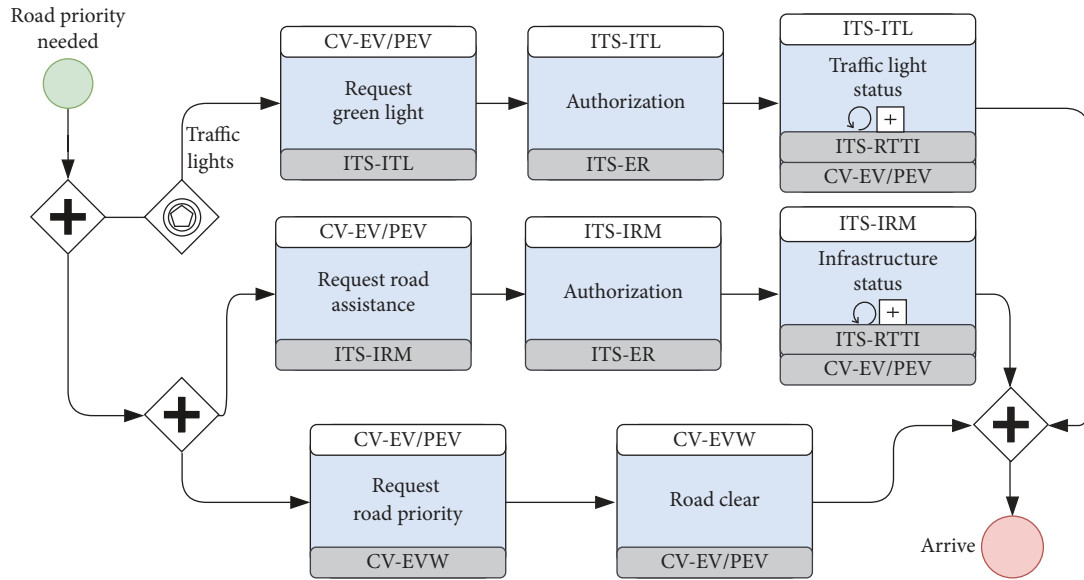 Road priority
needed
Traffic
lights
CV-EV/PEV
Request
green light
ITS-ITL
ITS-ITL
Authorization
ITS-ER
ITS-ITL
Traffic light
status
+
ITS-RTTI
CV-EV/PEV
CV-EV/PEV
Request road
assistance
ITS-IRM
ITS-IRM
Authorization
ITS-ER
ITS-IRM
Infrastructure
status
+
ITS-RTTI
CV-EV/PEV
CV-EV/PEV
Request
road priority
CV-EVW
CV-EVW
Road clear
CV-EV/PEV
Arrive